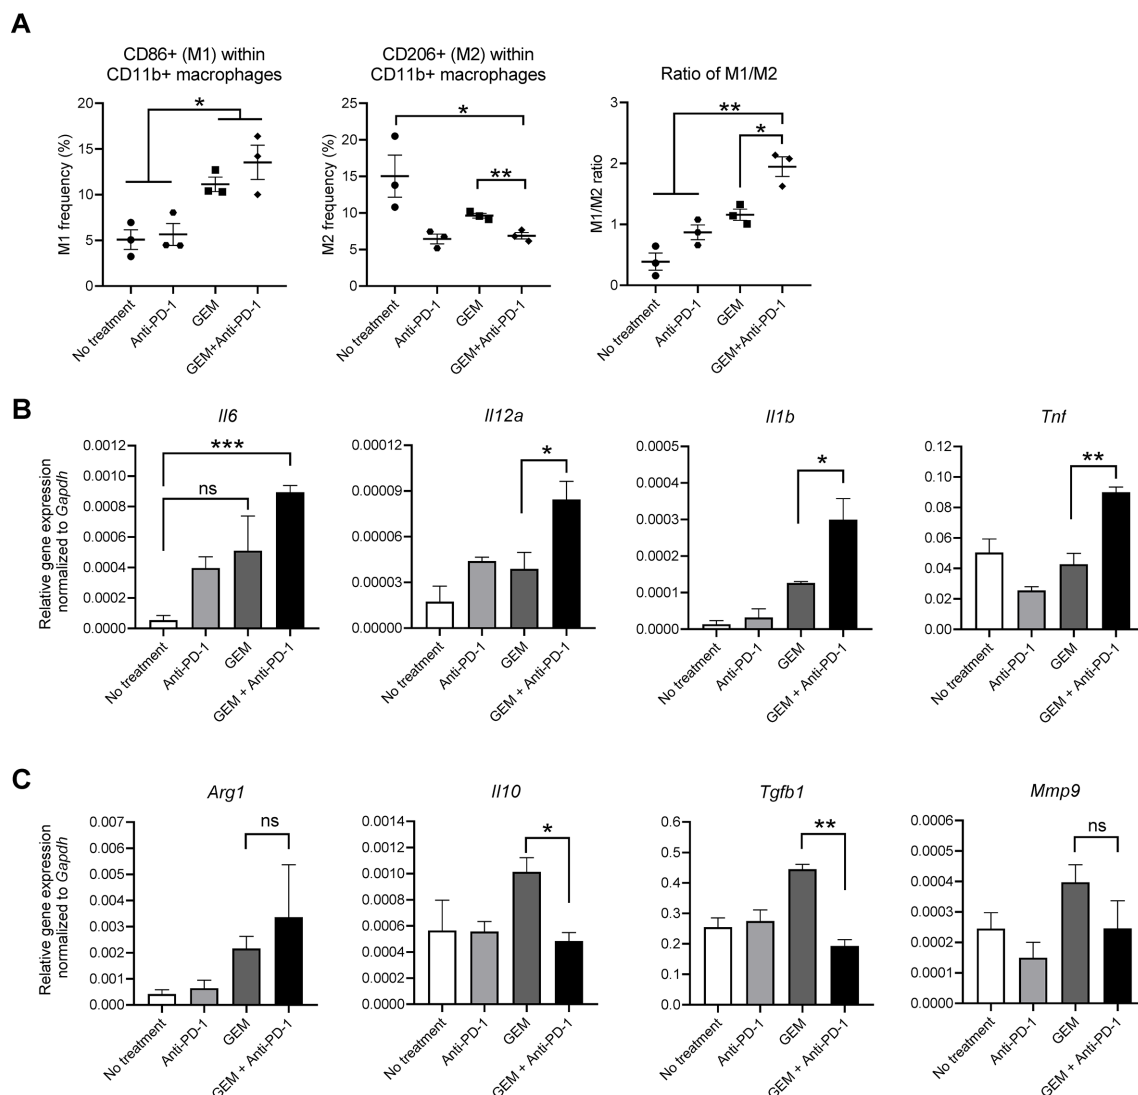 A
CD86+ (M1) within
CD11b+ macrophages
M1 frequency (%)
20
15
10
5
0
*
No treatment
Anti-PD-1
GEM
GEM+Anti-PD-1
CD206+ (M2) within
CD11b+ macrophages
M2 frequency (%)
25
20
15
10
5
0
*
**
No treatment
Anti-PD-1
GEM
GEM+Anti-PD-1
Ratio of M1/M2
M1/M2 ratio
3
2
1
0
**
*
No treatment
Anti-PD-1
GEM
GEM+Anti-PD-1
B
Relative gene expression
normalized to Gapdh
Il6
0.0012
0.0010
0.0008
0.0006
0.0004
0.0002
0.0000
***
ns
No treatment
Anti-PD-1
GEM
GEM + Anti-PD-1
Il12a
0.00012
0.00009
0.00006
0.00003
0.00000
*
No treatment
Anti-PD-1
GEM
GEM + Anti-PD-1
Il1b
0.0005
0.0004
0.0003
0.0002
0.0001
0.0000
*
No treatment
Anti-PD-1
GEM
GEM + Anti-PD-1
Tnf
0.12
0.10
0.08
0.06
0.04
0.02
0.00
**
No treatment
Anti-PD-1
GEM
GEM + Anti-PD-1
C
Relative gene expression
normalized to Gapdh
Arg1
0.007
0.006
0.005
0.004
0.003
0.002
0.001
0.000
ns
No treatment
Anti-PD-1
GEM
GEM + Anti-PD-1
Il10
0.0014
0.0012
0.0010
0.0008
0.0006
0.0004
0.0002
0.0000
*
No treatment
Anti-PD-1
GEM
GEM + Anti-PD-1
Tgfb1
0.6
0.5
0.4
0.3
0.2
0.1
0.0
**
No treatment
Anti-PD-1
GEM
GEM + Anti-PD-1
Mmp9
0.0006
0.0005
0.0004
0.0003
0.0002
0.0001
0.0000
ns
No treatment
Anti-PD-1
GEM
GEM + Anti-PD-1